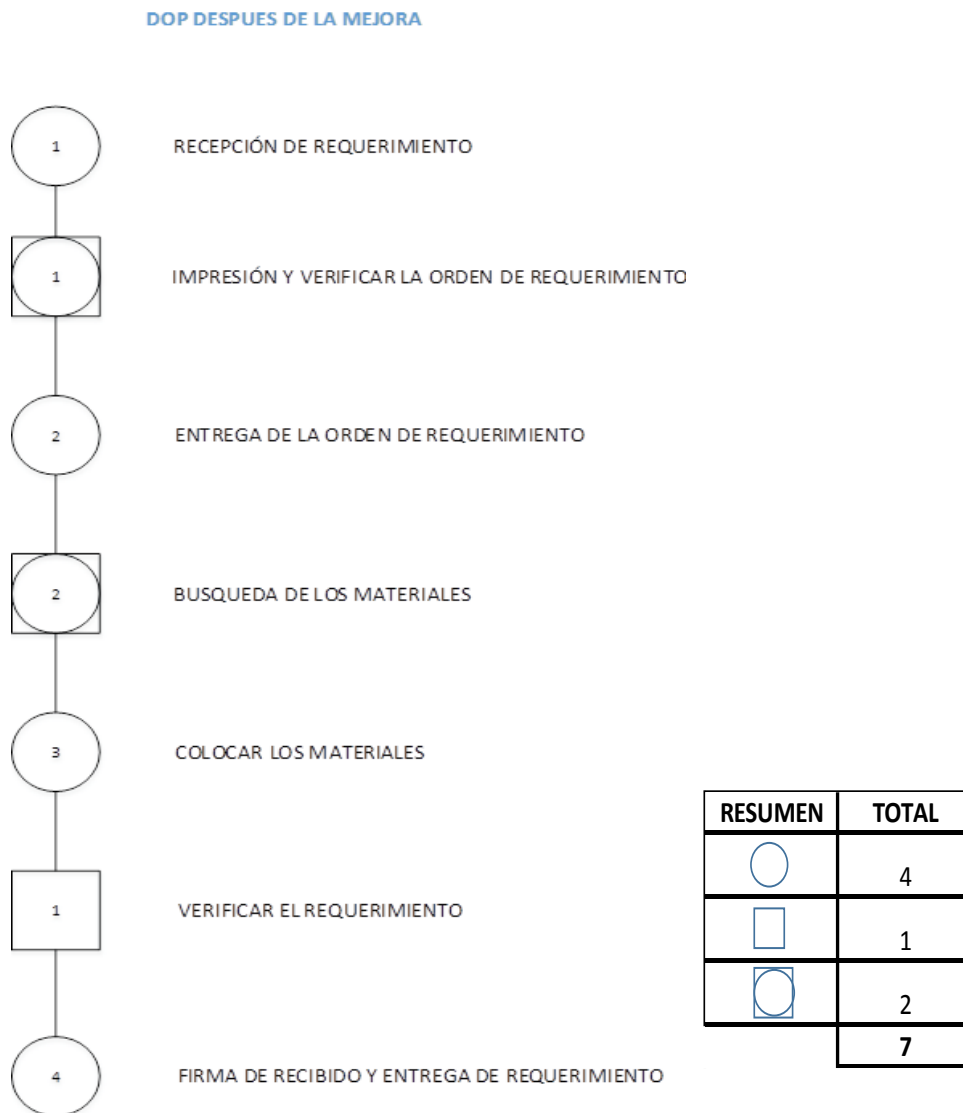 DOP DESPUES DE LA MEJORA
1 RECEPCIÓN DE REQUERIMIENTO
1 IMPRESIÓN Y VERIFICAR LA ORDEN DE REQUERIMIENTO
2 ENTREGA DE LA ORDEN DE REQUERIMIENTO
2 BUSQUEDA DE LOS MATERIALES
3 COLOCAR LOS MATERIALES
1 VERIFICAR EL REQUERIMIENTO
4 FIRMA DE RECIBIDO Y ENTREGA DE REQUERIMIENTO
RESUMEN TOTAL
4
1
2
7